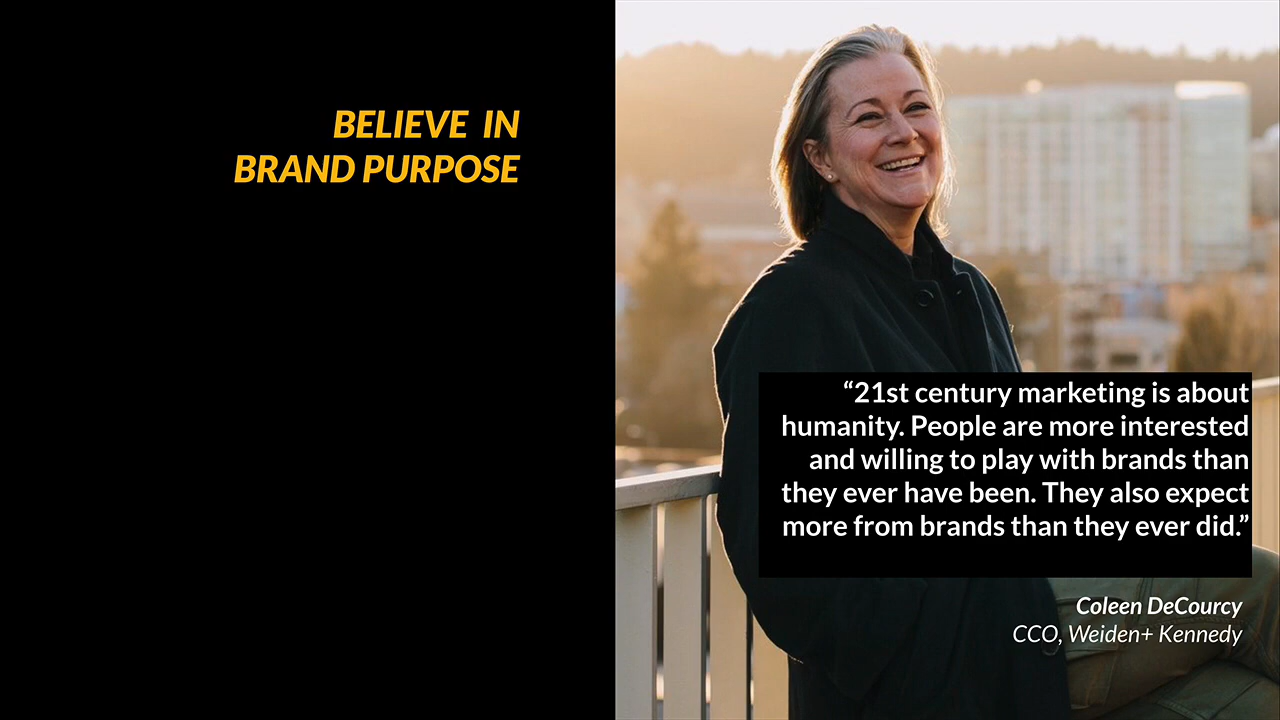 BELIEVE IN
BRAND PURPOSE
“21st century marketing is about
humanity. People are more interested
and willing to play with brands than
they ever have been. They also expect
more from brands than they ever did.”
Coleen DeCourcy
CCO, Weiden+ Kennedy